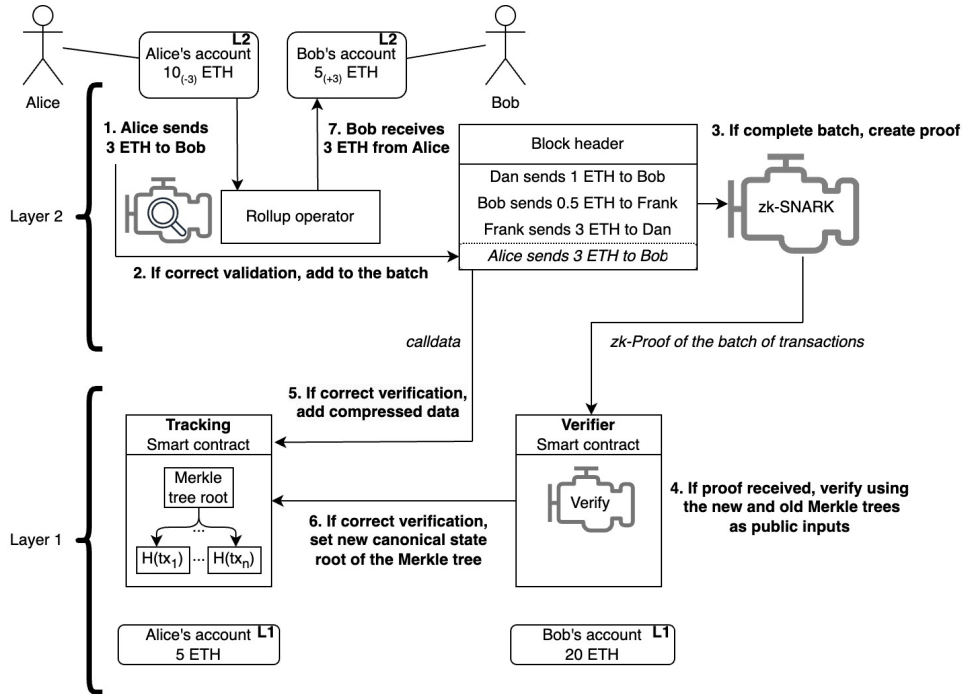 L2
Alice's account
10(-3) ETH
L2
Bob's account
5(+3) ETH
Alice
Bob
1. Alice sends
3 ETH to Bob
7. Bob receives
3 ETH from Alice
Block header
3. If complete batch, create proof
Dan sends 1 ETH to Bob
Bob sends 0.5 ETH to Frank
Frank sends 3 ETH to Dan
Alice sends 3 ETH to Bob
zk-SNARK
Layer 2
Rollup operator
2. If correct validation, add to the batch
calldata
zk-Proof of the batch of transactions
5. If correct verification,
add compressed data
Tracking
Smart contract
Merkle
tree root
...
H(tx1)
...
H(txn)
Verifier
Smart contract
Verify
4. If proof received, verify using
the new and old Merkle trees
as public inputs
6. If correct verification,
set new canonical state
root of the Merkle tree
Layer 1
Alice's account
L1
5 ETH
Bob's account
L1
20 ETH